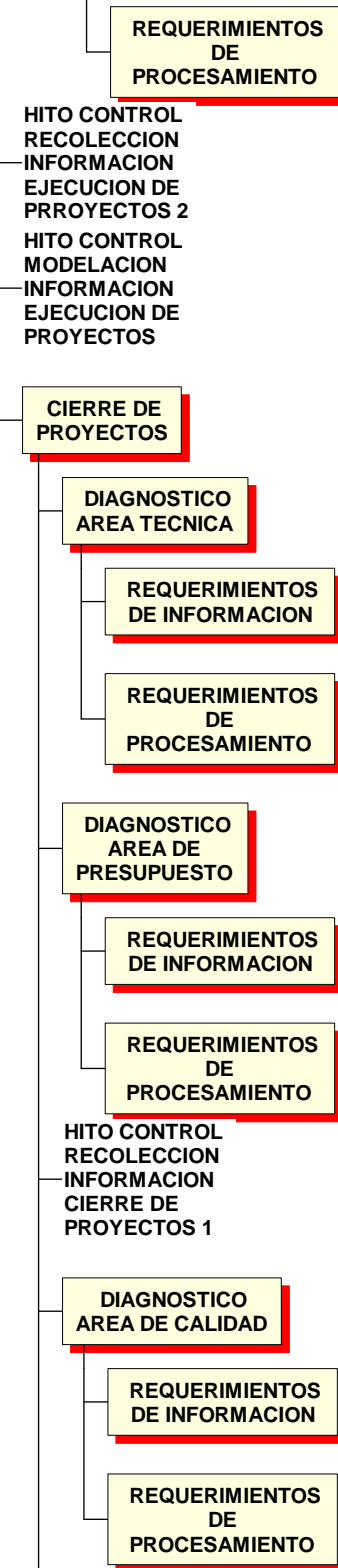 REQUERIMIENTOS
DE
PROCESAMIENTO
HITO CONTROL
RECOLECCION
INFORMACION
EJECUCION DE
PRROYECTOS 2
HITO CONTROL
MODELACION
INFORMACION
EJECUCION DE
PROYECTOS
CIERRE DE
PROYECTOS
DIAGNOSTICO
AREA TECNICA
REQUERIMIENTOS
DE INFORMACION
REQUERIMIENTOS
DE
PROCESAMIENTO
DIAGNOSTICO
AREA DE
PRESUPUESTO
REQUERIMIENTOS
DE INFORMACION
REQUERIMIENTOS
DE
PROCESAMIENTO
HITO CONTROL
RECOLECCION
INFORMACION
CIERRE DE
PROYECTOS 1
DIAGNOSTICO
AREA DE CALIDAD
REQUERIMIENTOS
DE INFORMACION
REQUERIMIENTOS
DE
PROCESAMIENTO